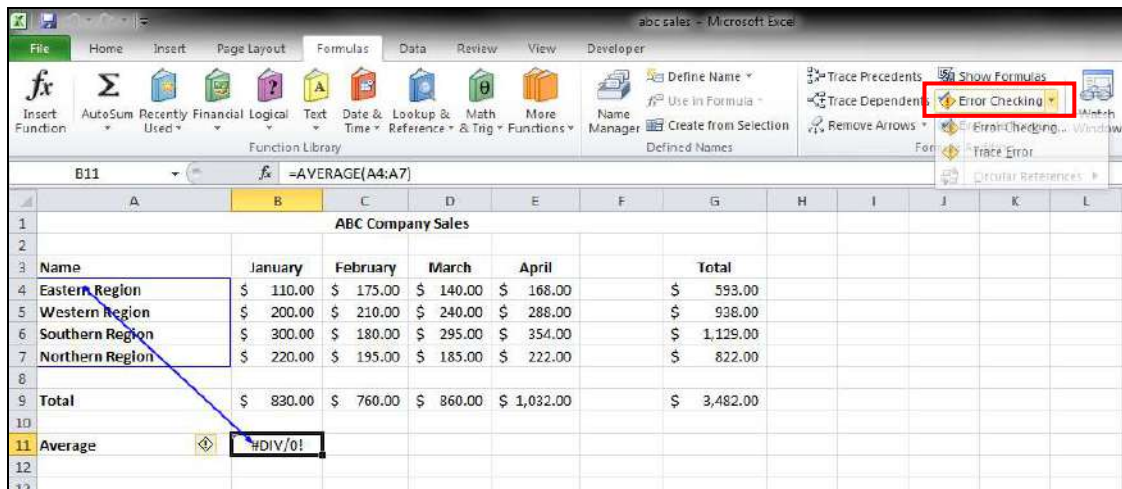 abc sales - Microsoft Excel
File Home Insert Page Layout Formulas Data Review View Developer
fx Insert Function
Σ AutoSum
Recently Used
Financial
Logical
Text
Date & Time
Lookup & Reference
Math & Trig
More Functions
Function Library
Name Manager
Define Name
Use in Formula
Create from Selection
Defined Names
Trace Precedents
Trace Dependents
Remove Arrows
Show Formulas
Error Checking
Error Checking...
Trace Error
Circular References
Watch Window
B11 fx =AVERAGE(A4:A7)
A B C D E F G H I J K L
1 ABC Company Sales
2
3 Name January February March April Total
4 Eastern Region $ 110.00 $ 175.00 $ 140.00 $ 168.00 $ 593.00
5 Western Region $ 200.00 $ 210.00 $ 240.00 $ 288.00 $ 938.00
6 Southern Region $ 300.00 $ 180.00 $ 295.00 $ 354.00 $ 1,129.00
7 Northern Region $ 220.00 $ 195.00 $ 185.00 $ 222.00 $ 822.00
8
9 Total $ 830.00 $ 760.00 $ 860.00 $ 1,032.00 $ 3,482.00
10
11 Average #DIV/0!
12